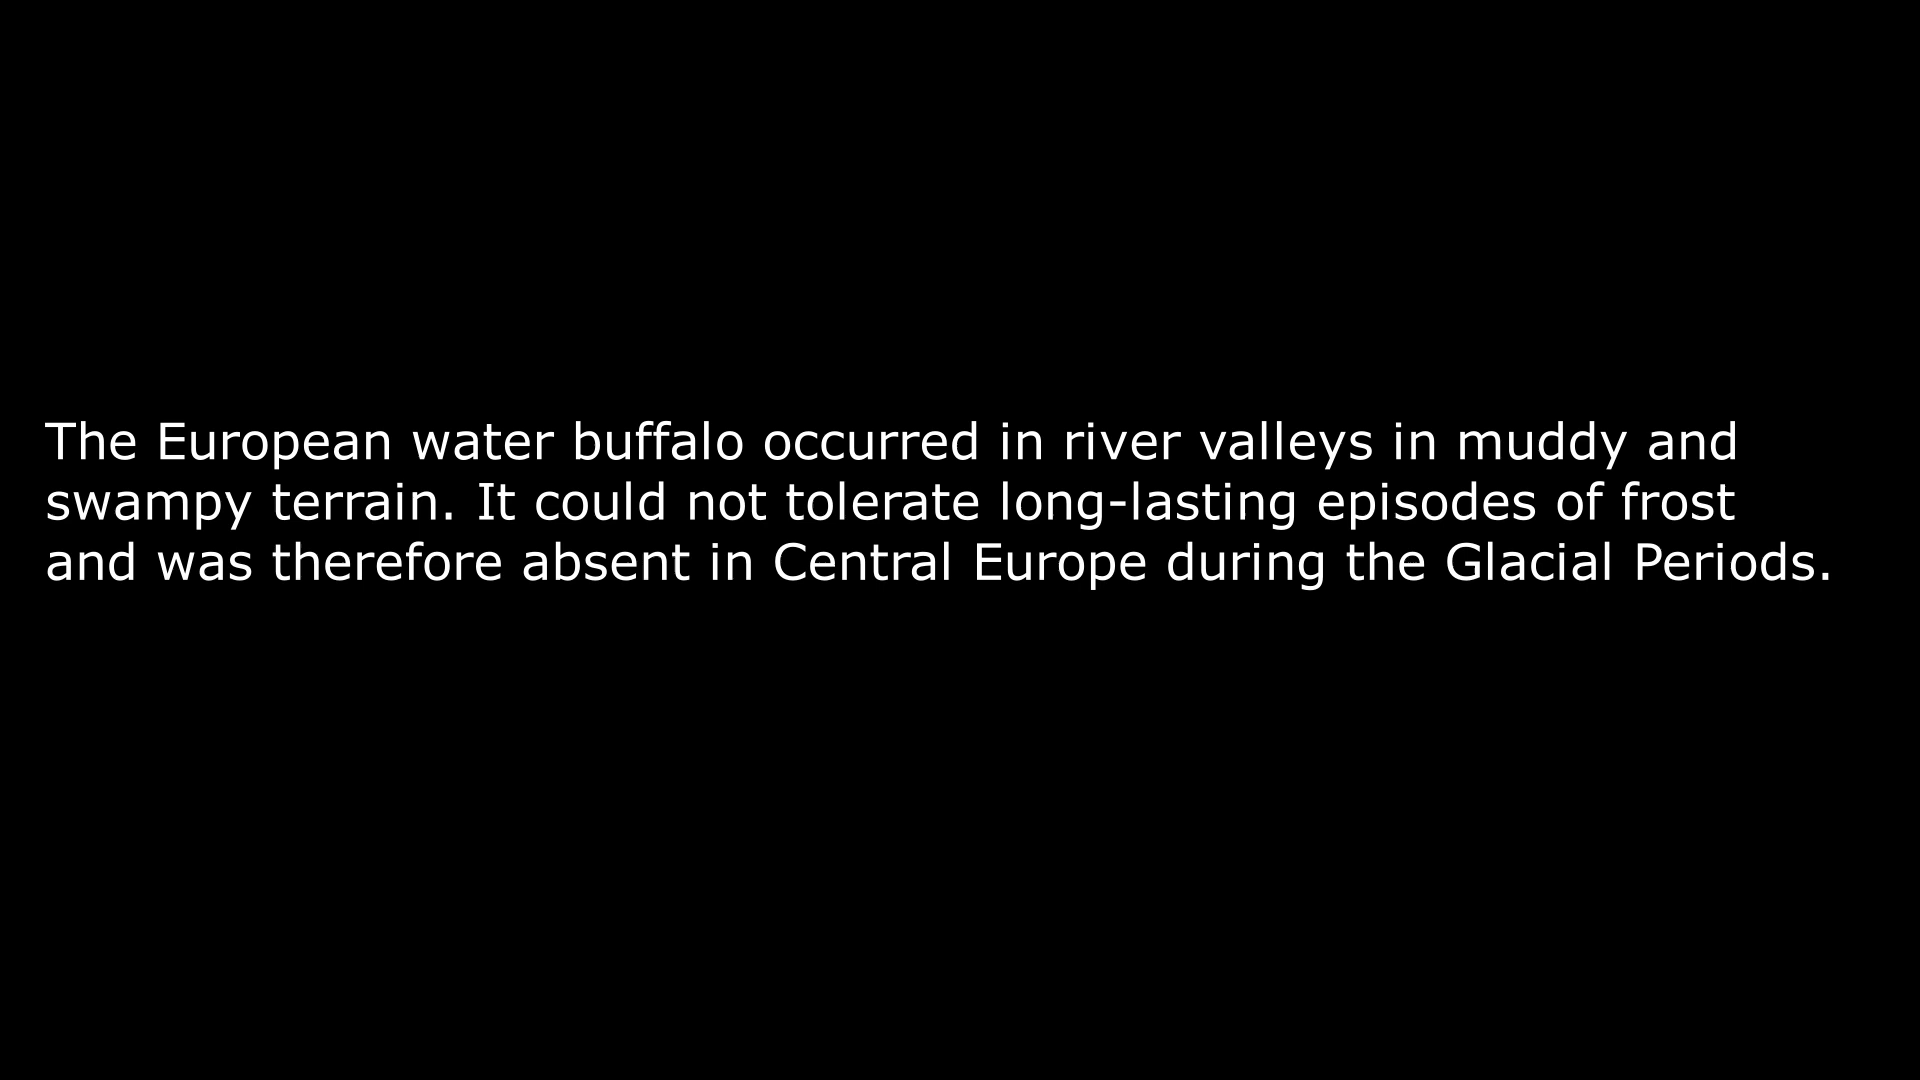 The European water buffalo occurred in river valleys in muddy and
swampy terrain. It could not tolerate long-lasting episodes of frost
and was therefore absent in Central Europe during the Glacial Periods.